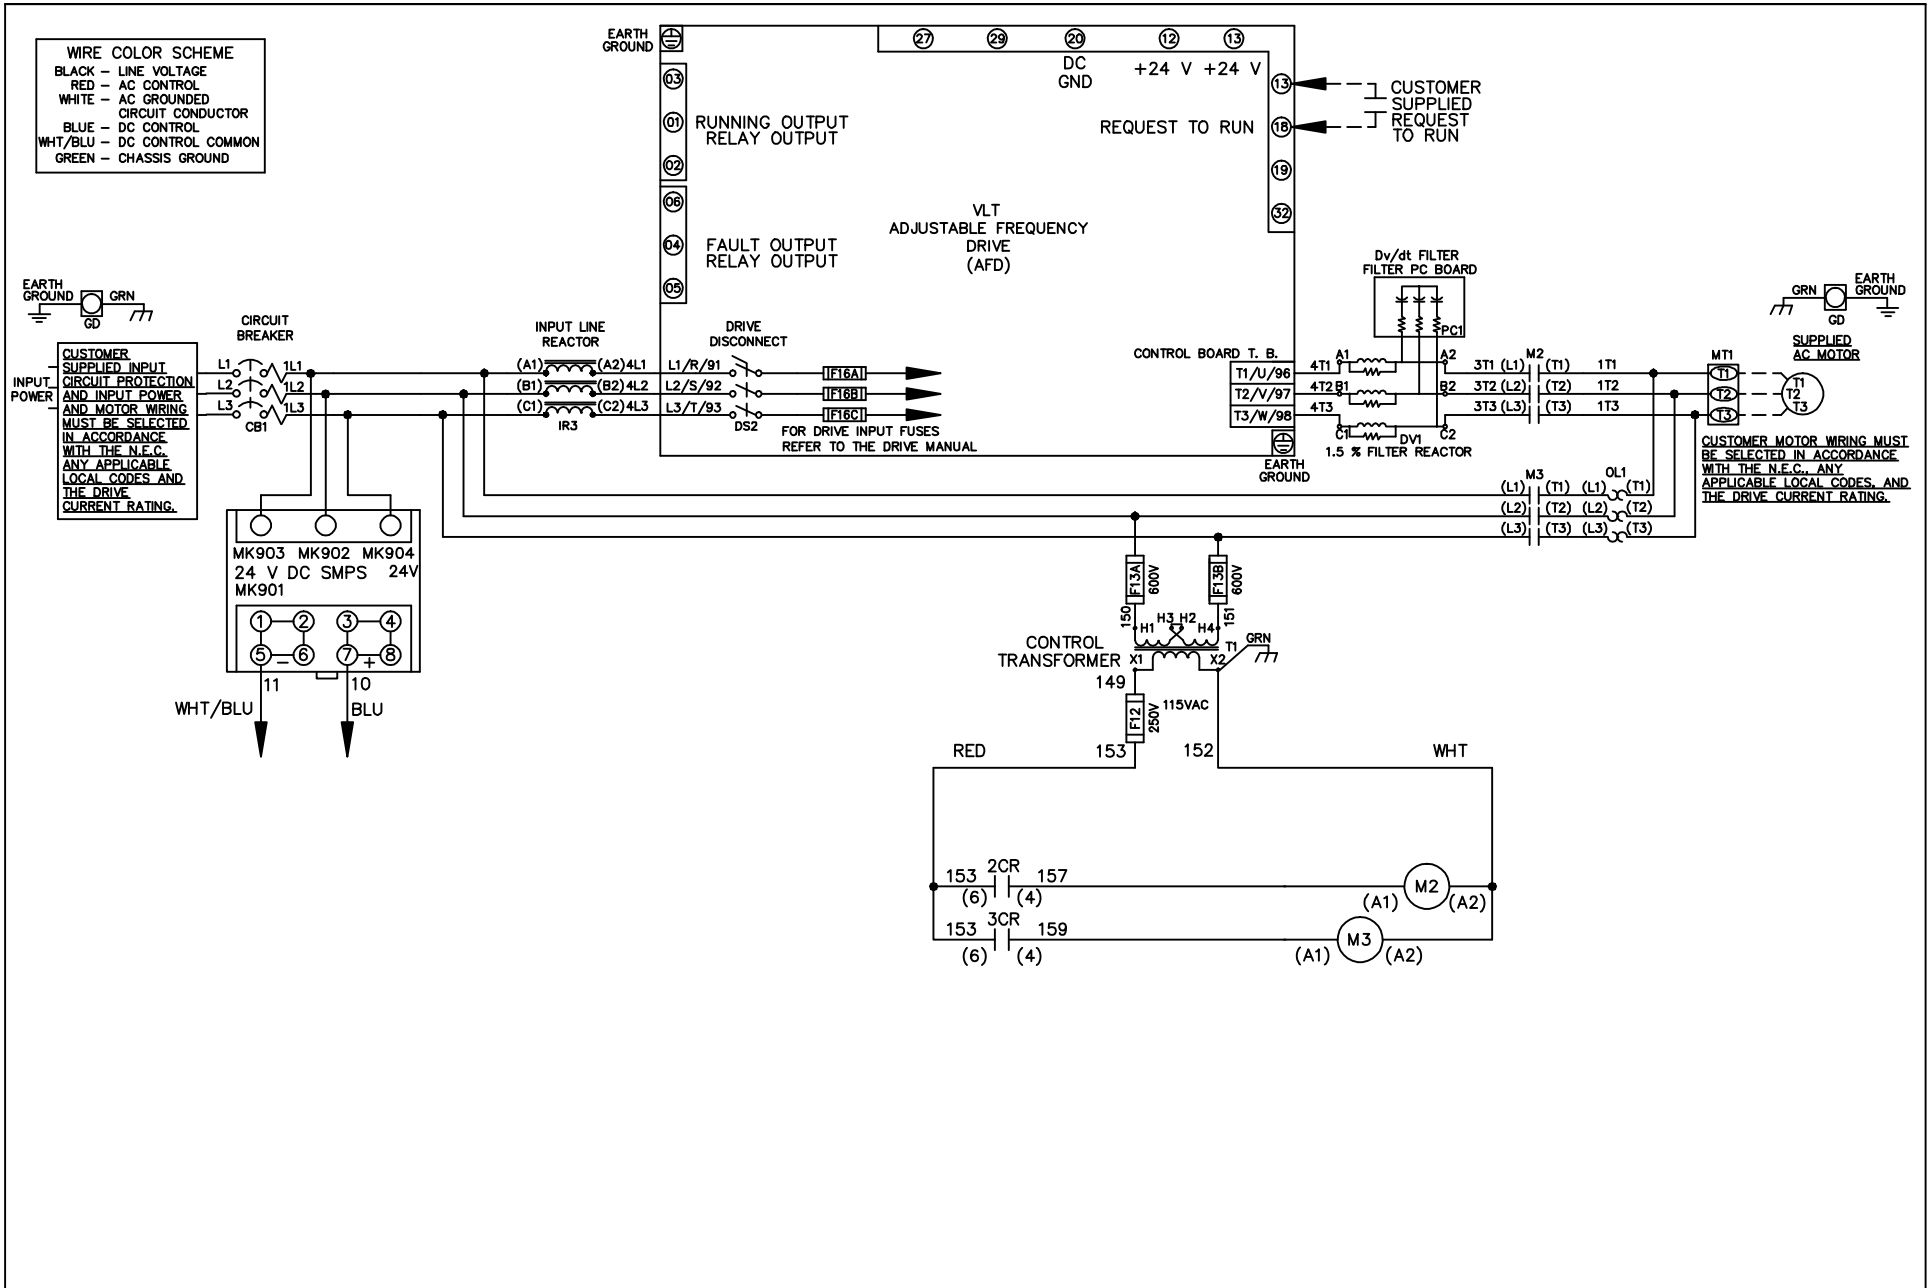 WIRE COLOR SCHEME
BLACK – LINE VOLTAGE
RED – AC CONTROL
WHITE – AC GROUNDED
CIRCUIT CONDUCTOR
BLUE – DC CONTROL
WHT/BLU – DC CONTROL COMMON
GREEN – CHASSIS GROUND
EARTH
GROUND
27
29
20
12
13
DC
GND
+24 V
+24 V
03
01
02
RUNNING OUTPUT
RELAY OUTPUT
06
04
05
FAULT OUTPUT
RELAY OUTPUT
13
18
19
32
REQUEST TO RUN
CUSTOMER
SUPPLIED
REQUEST
TO RUN
VLT
ADJUSTABLE FREQUENCY
DRIVE
(AFD)
Dv/dt FILTER
FILTER PC BOARD
PC1
EARTH
GROUND
GRN
GD
GRN
EARTH
GROUND
GD
SUPPLIED
AC MOTOR
INPUT
POWER
CUSTOMER
SUPPLIED INPUT
CIRCUIT PROTECTION
AND INPUT POWER
AND MOTOR WIRING
MUST BE SELECTED
IN ACCORDANCE
WITH THE N.E.C.
ANY APPLICABLE
LOCAL CODES AND
THE DRIVE
CURRENT RATING.
CIRCUIT
BREAKER
L1
1L1
L2
1L2
L3
1L3
CB1
INPUT LINE
REACTOR
(A1)
(A2)
4L1
(B1)
(B2)
4L2
(C1)
(C2)
4L3
IR3
DRIVE
DISCONNECT
L1/R/91
L2/S/92
L3/T/93
DS2
F16A
F16B
F16C
FOR DRIVE INPUT FUSES
REFER TO THE DRIVE MANUAL
CONTROL BOARD T. B.
T1/U/96
T2/V/97
T3/W/98
EARTH
GROUND
4T1
A1
A2
4T2
B1
B2
4T3
C1
C2
DV1
1.5 % FILTER REACTOR
M2
3T1 (L1) (T1) 1T1
3T2 (L2) (T2) 1T2
3T3 (L3) (T3) 1T3
MT1
T1
T2
T3
T1
T2
T3
CUSTOMER MOTOR WIRING MUST
BE SELECTED IN ACCORDANCE
WITH THE N.E.C., ANY
APPLICABLE LOCAL CODES, AND
THE DRIVE CURRENT RATING.
M3
OL1
(L1) (T1) (L1) (T1)
(L2) (T2) (L2) (T2)
(L3) (T3) (L3) (T3)
MK903 MK902 MK904
24 V DC SMPS 24V
MK901
1 2 3 4
5 – 6 7 + 8
11
10
WHT/BLU
BLU
F13A
600V
F13B
600V
150
151
H1
H3 H2
H4
T1
GRN
CONTROL
TRANSFORMER
X1
X2
149
F12
250V
115VAC
RED
153
152
WHT
153
2CR
157
(6)
(4)
M2
(A1)
(A2)
153
3CR
159
(6)
(4)
M3
(A1)
(A2)